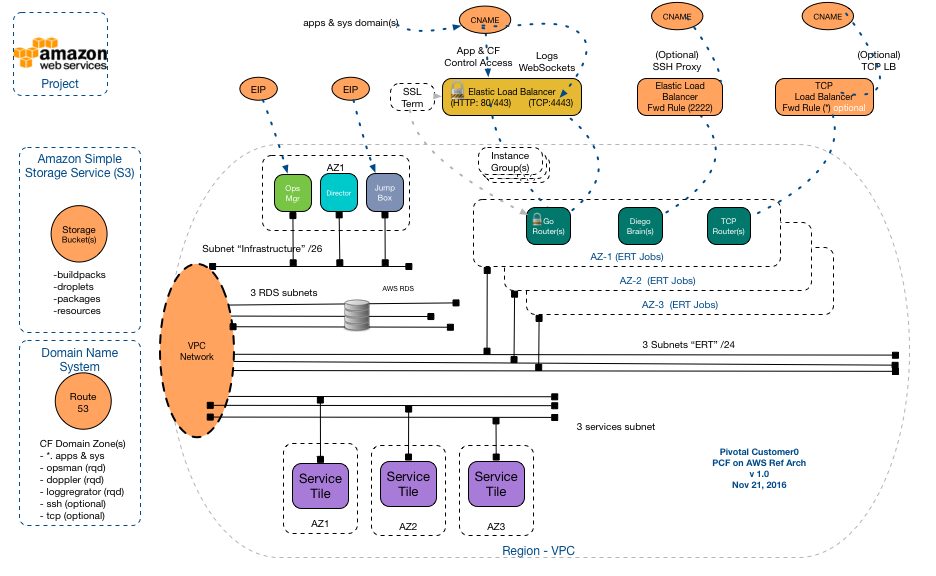 amazon
web services
Project
apps & sys domain(s)
CNAME
CNAME
CNAME
App & CF
Control Access
Logs
WebSockets
(Optional)
SSH Proxy
(Optional)
TCP LB
EIP
EIP
SSL
Term
Elastic Load Balancer
(HTTP: 80/443) (TCP:4443)
Elastic Load
Balancer
Fwd Rule (2222)
TCP
Load Balancer
Fwd Rule (*) optional
Amazon Simple
Storage Service (S3)
Storage
Bucket(s)
-buildpacks
-droplets
-packages
-resources
AZ1
Ops
Mgr
Director
Jump
Box
Instance
Group(s)
Go
Router(s)
Diego
Brain(s)
TCP
Router(s)
AZ-1 (ERT Jobs)
AZ-2 (ERT Jobs)
AZ-3 (ERT Jobs)
Subnet “Infrastructure” /26
3 RDS subnets
AWS RDS
VPC
Network
3 Subnets “ERT” /24
3 services subnet
Domain Name
System
Route
53
CF Domain Zone(s)
- *. apps & sys
- opsman (rqd)
- doppler (rqd)
- loggregrator (rqd)
- ssh (optional)
- tcp (optional)
Service
Tile
AZ1
Service
Tile
AZ2
Service
Tile
AZ3
Pivotal Customer0
PCF on AWS Ref Arch
v 1.0
Nov 21, 2016
Region - VPC